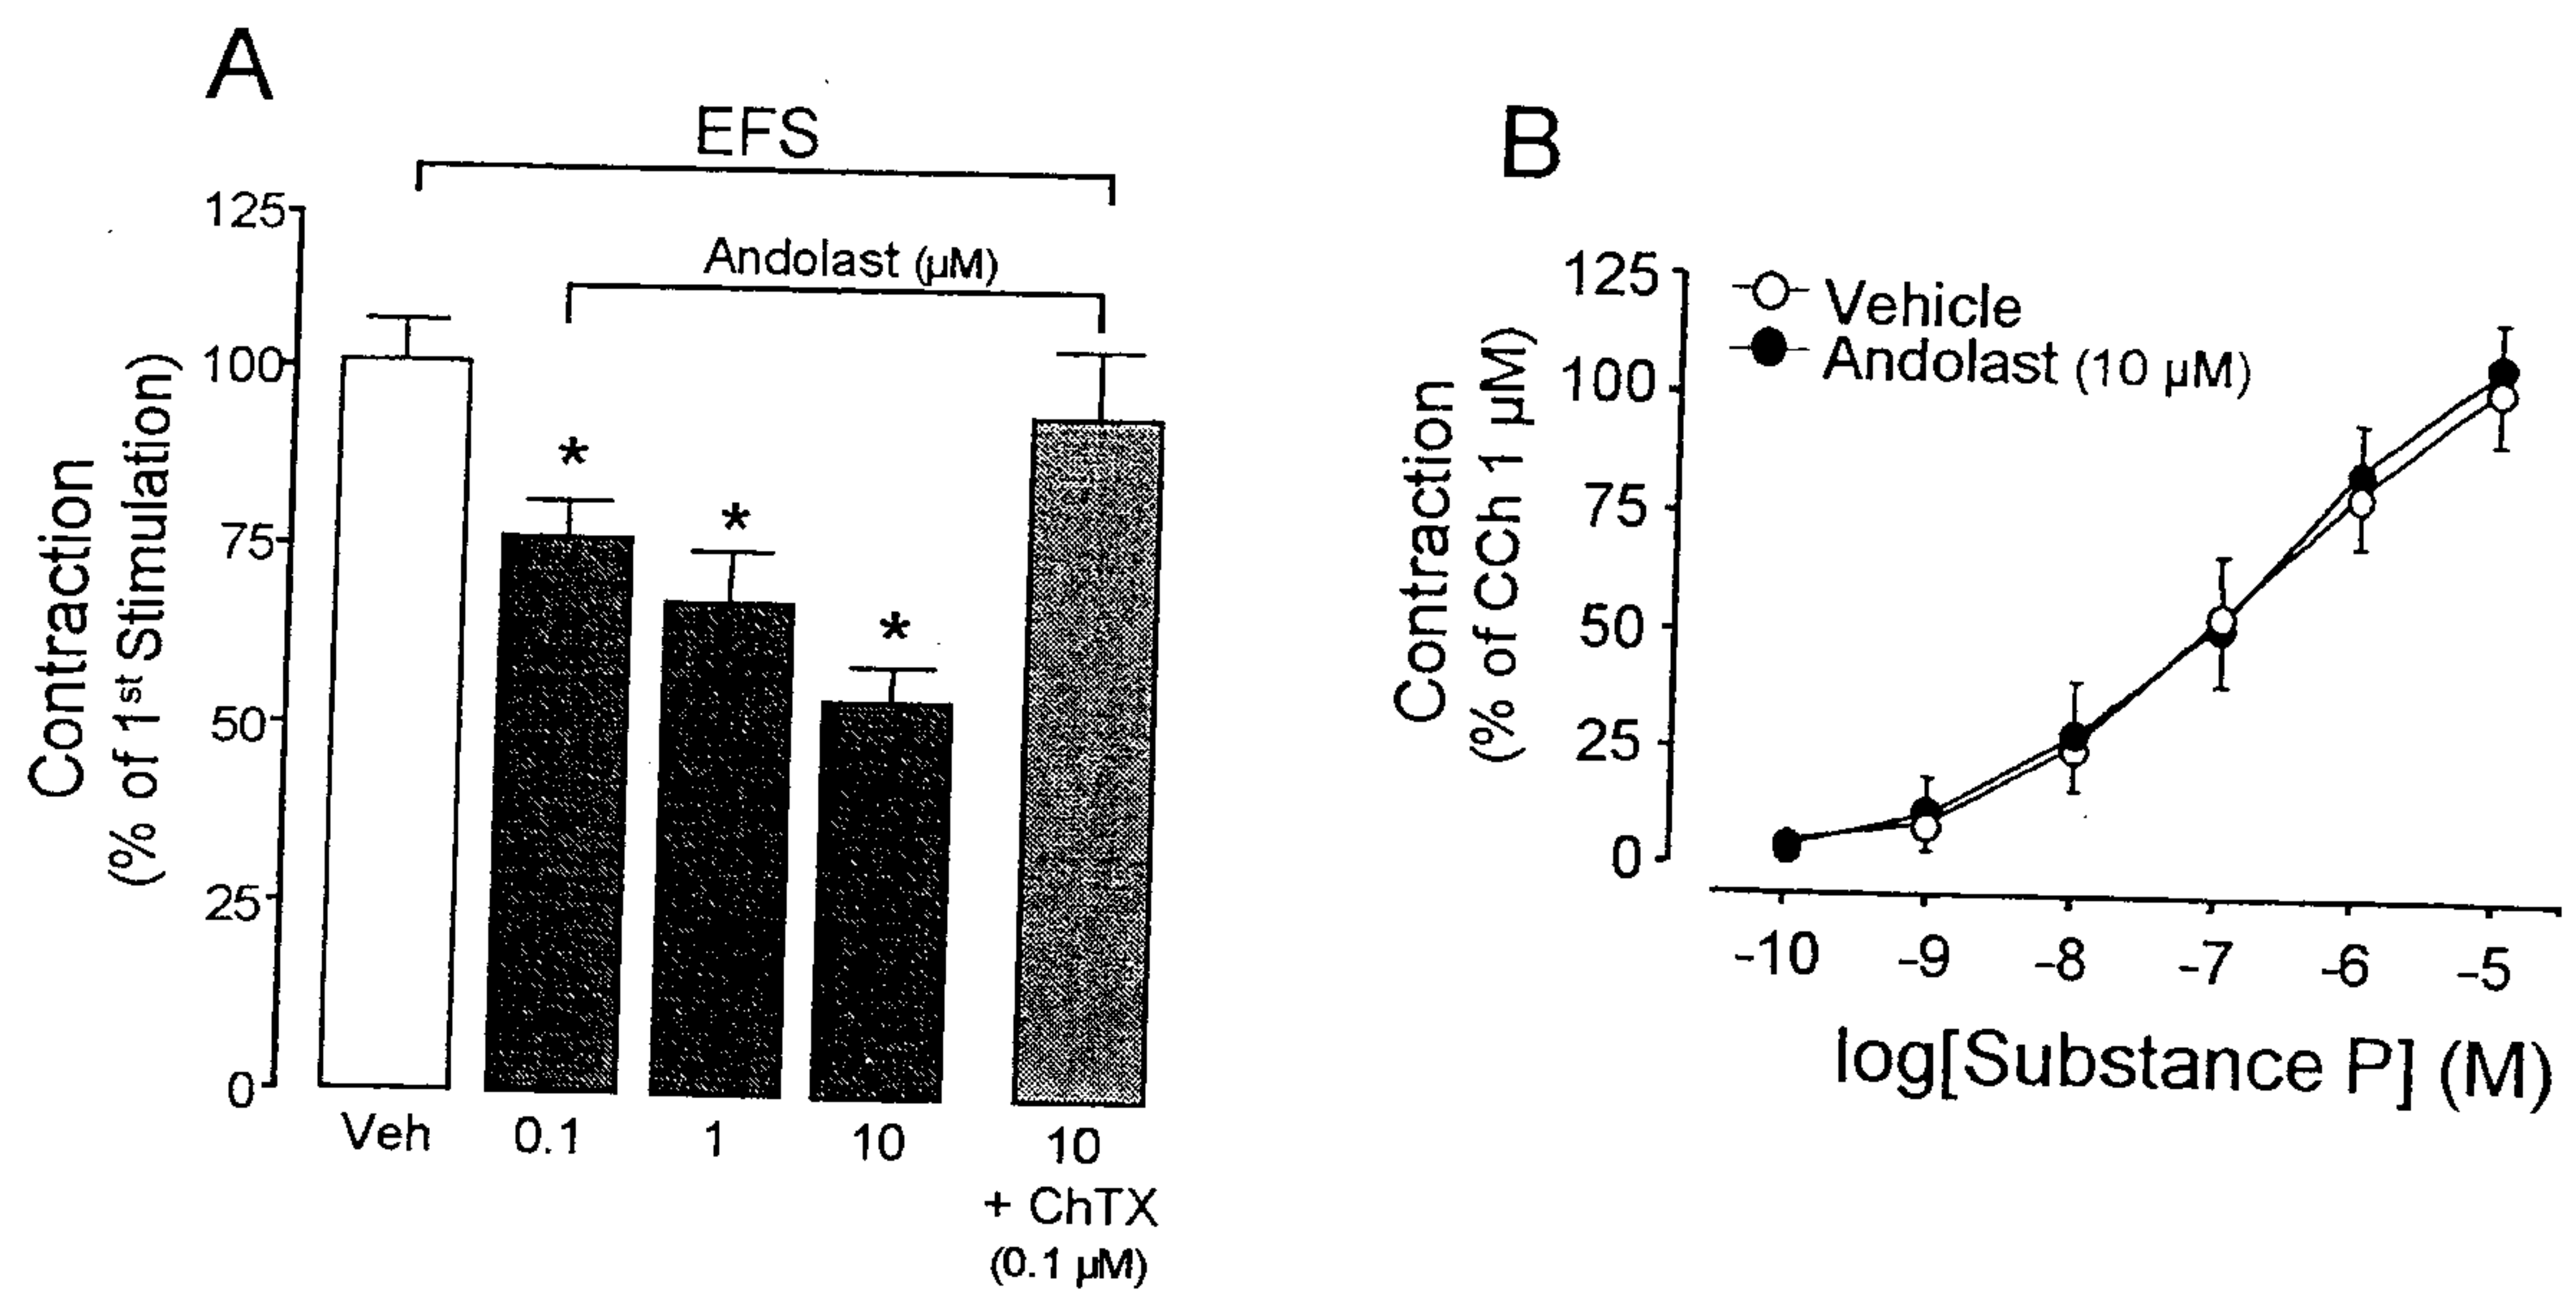 A
EFS
Andolast (µM)
125
100
75
50
25
0
Contraction
(% of 1st Stimulation)
*
*
*
Veh
0.1
1
10
10
+ ChTX
(0.1 µM)
B
Vehicle
Andolast (10 µM)
125
100
75
50
25
0
Contraction
(% of CCh 1 µM)
-10
-9
-8
-7
-6
-5
log[Substance P] (M)